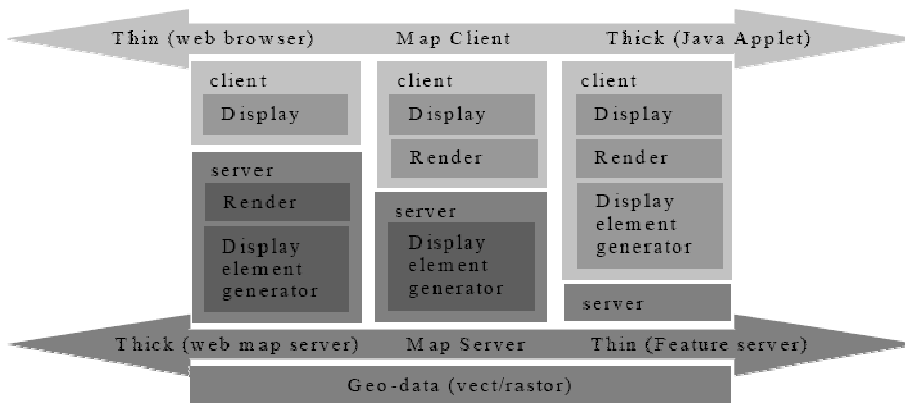 Thin (web browser) Map Client Thick (Java Applet)
client
Display
server
Render
Display
element
generator
client
Display
Render
server
Display
element
generator
client
Display
Render
Display
element
generator
server
Thick (web map server) Map Server Thin (Feature server)
Geo-data (vect/rastor)